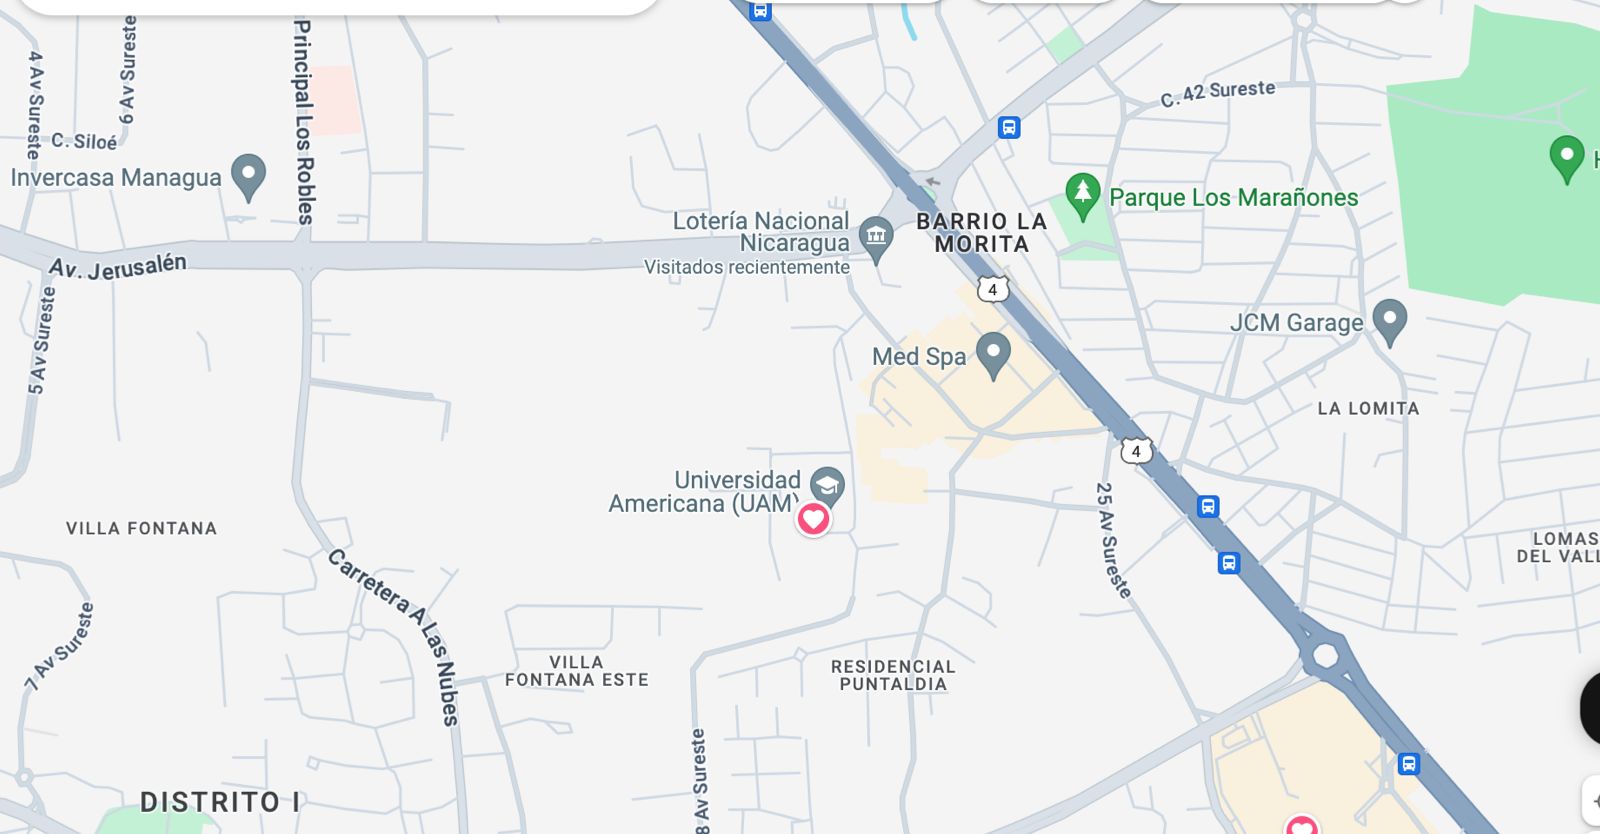 4 Av Sureste
6 Av Sureste
Principal Los Robles
C. Siloé
Invercasa Managua
C. 42 Sureste
Parque Los Marañones
Lotería Nacional
Nicaragua
Visitados recientemente
BARRIO LA
MORITA
Av. Jerusalén
4
5 Av Sureste
JCM Garage
Med Spa
LA LOMITA
4
Universidad
Americana (UAM)
25 Av Sureste
VILLA FONTANA
LOMAS
DEL VALL
Carretera A Las Nubes
7 Av Sureste
VILLA
FONTANA ESTE
RESIDENCIAL
PUNTALDIA
8 Av Sureste
DISTRITO I